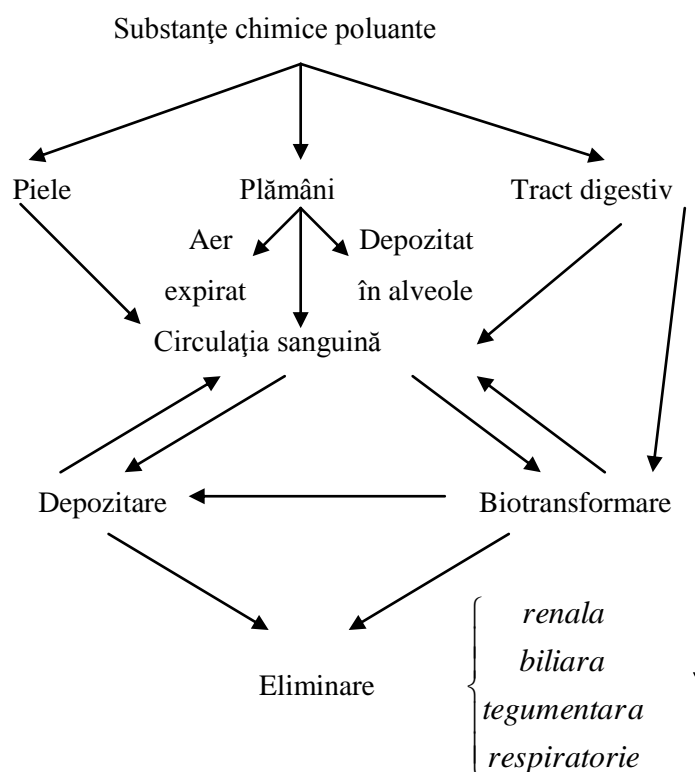 Substanţe chimice poluante
Piele
Plămâni
Tract digestiv
Aer
expirat
Depozitat
în alveole
Circulaţia sanguină
Depozitare
Biotransformare
Eliminare
renala
biliara
tegumentara
respiratorie